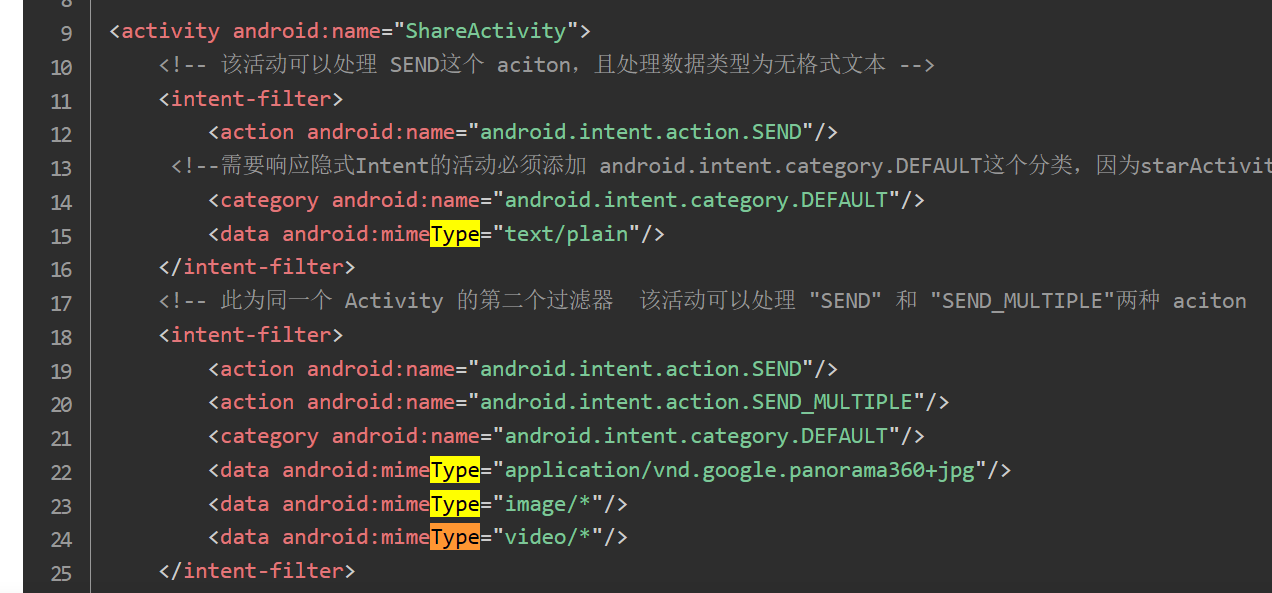 8
9 <activity android:name="ShareActivity">
10 <!-- 该活动可以处理 SEND这个 aciton，且处理数据类型为无格式文本 -->
11 <intent-filter>
12 <action android:name="android.intent.action.SEND"/>
13 <!--需要响应隐式Intent的活动必须添加 android.intent.category.DEFAULT这个分类，因为starActivit
14 <category android:name="android.intent.category.DEFAULT"/>
15 <data android:mimeType="text/plain"/>
16 </intent-filter>
17 <!-- 此为同一个 Activity 的第二个过滤器  该活动可以处理 "SEND" 和 "SEND_MULTIPLE"两种 aciton
18 <intent-filter>
19 <action android:name="android.intent.action.SEND"/>
20 <action android:name="android.intent.action.SEND_MULTIPLE"/>
21 <category android:name="android.intent.category.DEFAULT"/>
22 <data android:mimeType="application/vnd.google.panorama360+jpg"/>
23 <data android:mimeType="image/*"/>
24 <data android:mimeType="video/*"/>
25 </intent-filter>